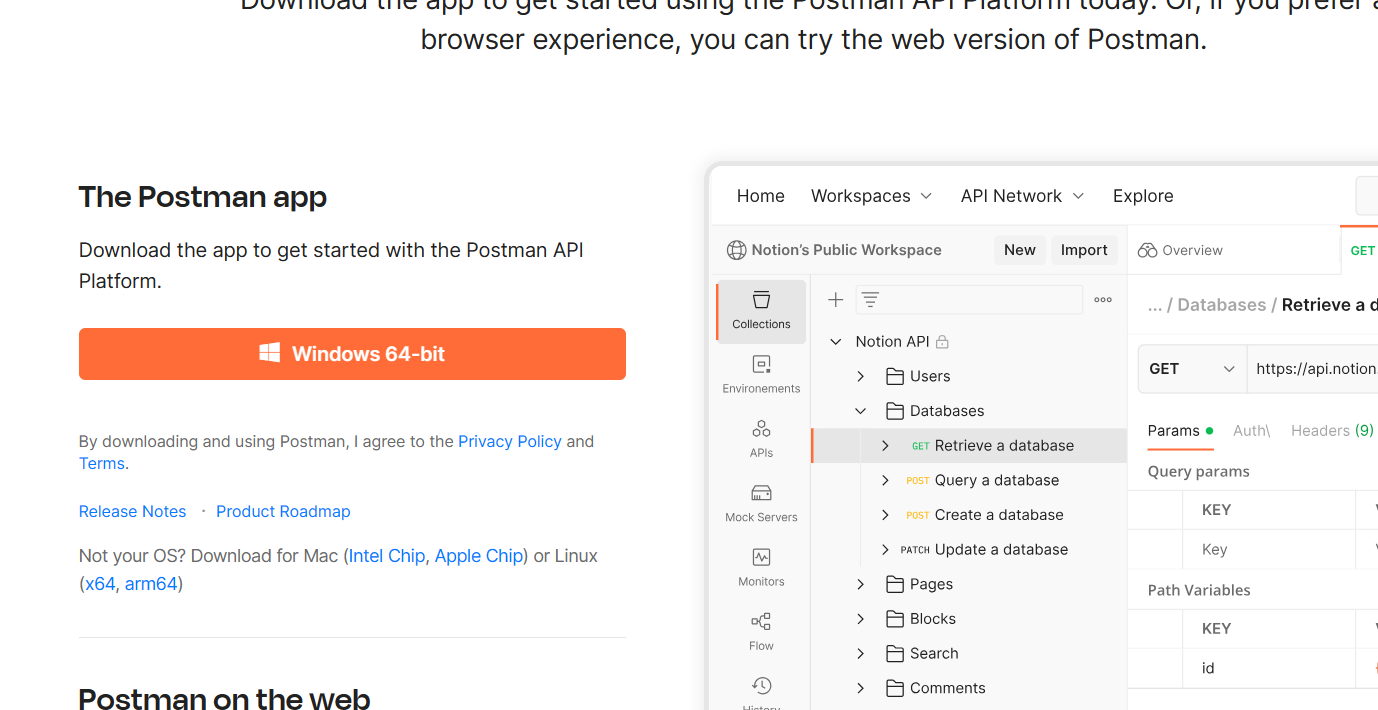 Download the app to get started using the Postman API Platform today. Or, if you prefer a
browser experience, you can try the web version of Postman.
The Postman app
Download the app to get started with the Postman API
Platform.
Windows 64-bit
By downloading and using Postman, I agree to the Privacy Policy and
Terms.
Release Notes · Product Roadmap
Not your OS? Download for Mac (Intel Chip, Apple Chip) or Linux
(x64, arm64)
Postman on the web
Home Workspaces API Network Explore
Notion's Public Workspace New Import
Collections
Environements
APIs
Mock Servers
Monitors
Flow
History
Notion API
Users
Databases
GET Retrieve a database
POST Query a database
POST Create a database
PATCH Update a database
Pages
Blocks
Search
Comments
Overview GET
... / Databases / Retrieve a d
GET https://api.notion.
Params Auth\ Headers (9)
Query params
KEY
Key
Path Variables
KEY
id